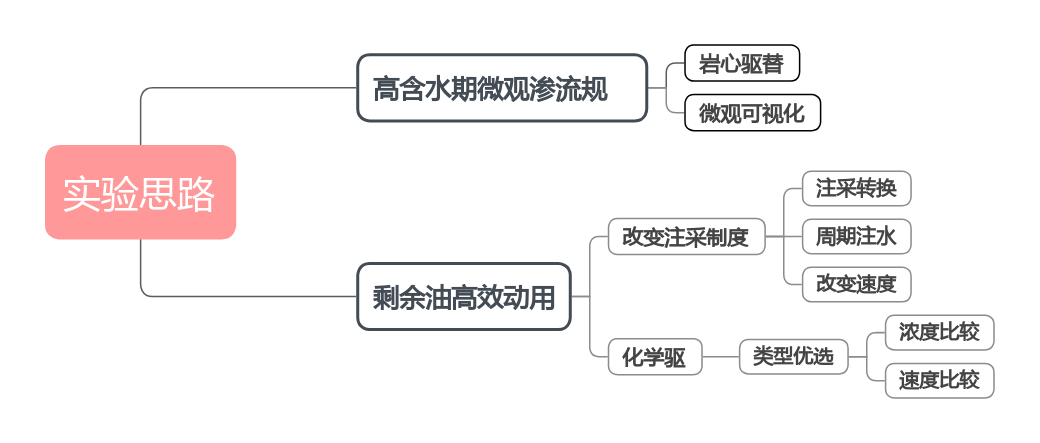 实验思路
高含水期微观渗流规
岩心驱替
微观可视化
剩余油高效动用
改变注采制度
注采转换
周期注水
改变速度
化学驱
类型优选
浓度比较
速度比较